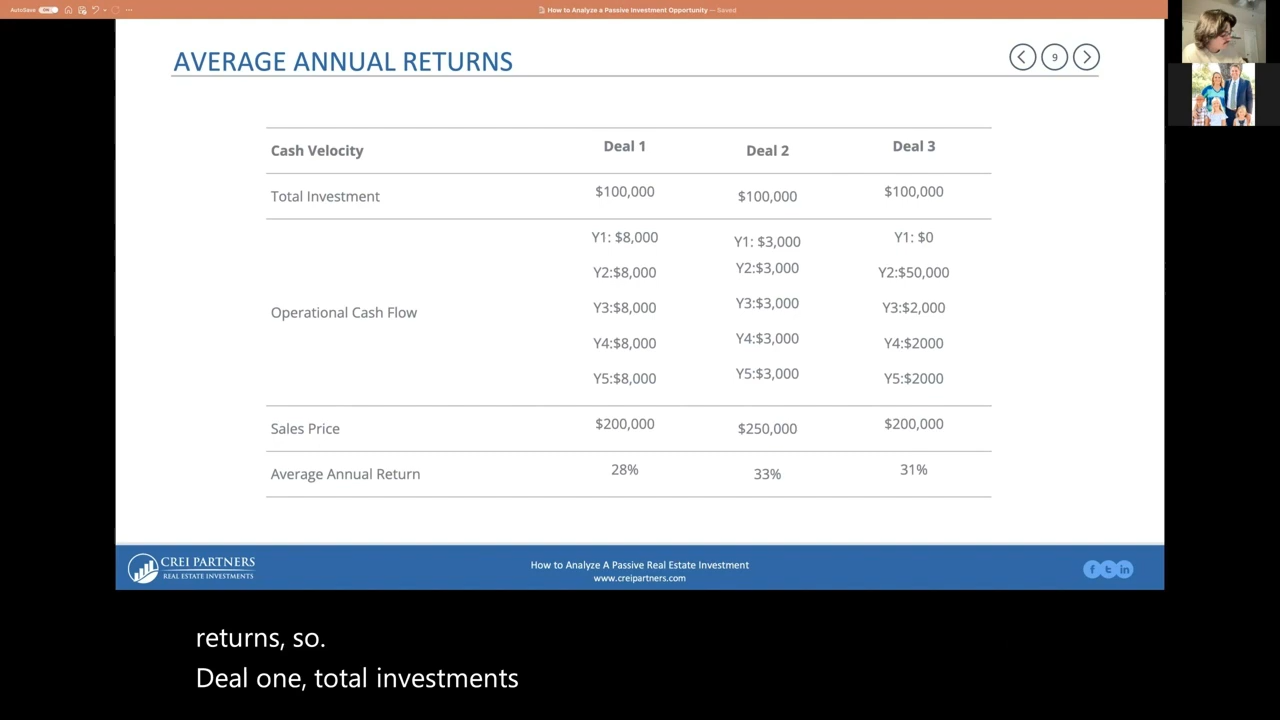 AutoSave ON
How to Analyze a Passive Investment Opportunity — Saved
AVERAGE ANNUAL RETURNS
9
Cash Velocity Deal 1 Deal 2 Deal 3
Total Investment $100,000 $100,000 $100,000
Y1: $8,000 Y1: $3,000 Y1: $0
Y2:$8,000 Y2:$3,000 Y2:$50,000
Y3:$8,000 Y3:$3,000 Y3:$2,000
Operational Cash Flow
Y4:$8,000 Y4:$3,000 Y4:$2000
Y5:$8,000 Y5:$3,000 Y5:$2000
Sales Price $200,000 $250,000 $200,000
Average Annual Return 28% 33% 31%
CREI PARTNERS
REAL ESTATE INVESTMENTS
How to Analyze A Passive Real Estate Investment
www.creipartners.com
f t in
returns, so.
Deal one, total investments